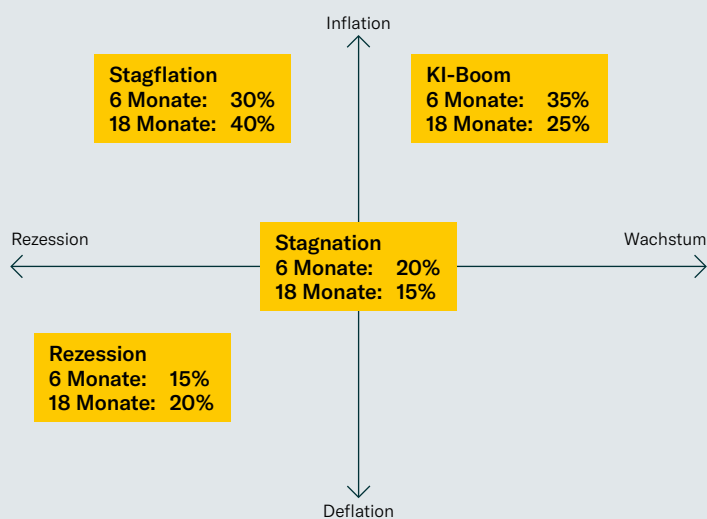 Inflation
Stagflation
6 Monate: 30%
18 Monate: 40%
KI-Boom
6 Monate: 35%
18 Monate: 25%
Rezession
Stagnation
6 Monate: 20%
18 Monate: 15%
Wachstum
Rezession
6 Monate: 15%
18 Monate: 20%
Deflation